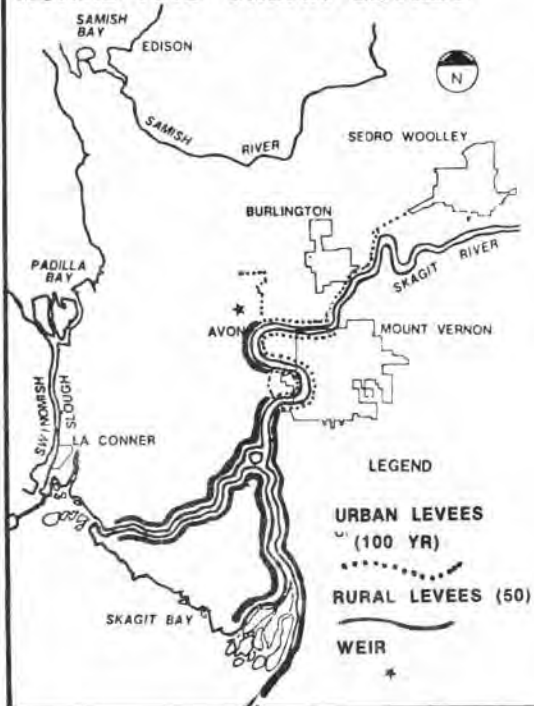 SAMISH
BAY
EDISON
N
SAMISH
RIVER
SEDRO WOOLLEY
BURLINGTON
SKAGIT RIVER
PADILLA
BAY
AVON
MOUNT VERNON
SWINOMISH
SLOUGH
LA CONNER
LEGEND
URBAN LEVEES
(100 YR)
RURAL LEVEES (50)
SKAGIT BAY
WEIR